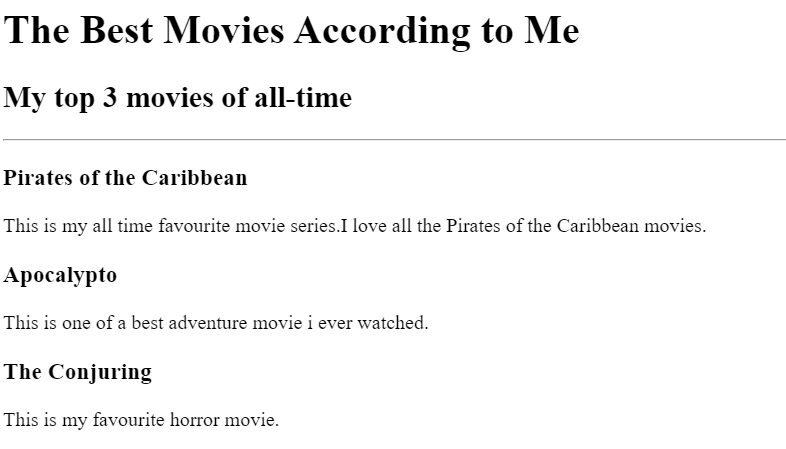 The Best Movies According to Me
My top 3 movies of all-time
Pirates of the Caribbean
This is my all time favourite movie series.I love all the Pirates of the Caribbean movies.
Apocalypto
This is one of a best adventure movie i ever watched.
The Conjuring
This is my favourite horror movie.